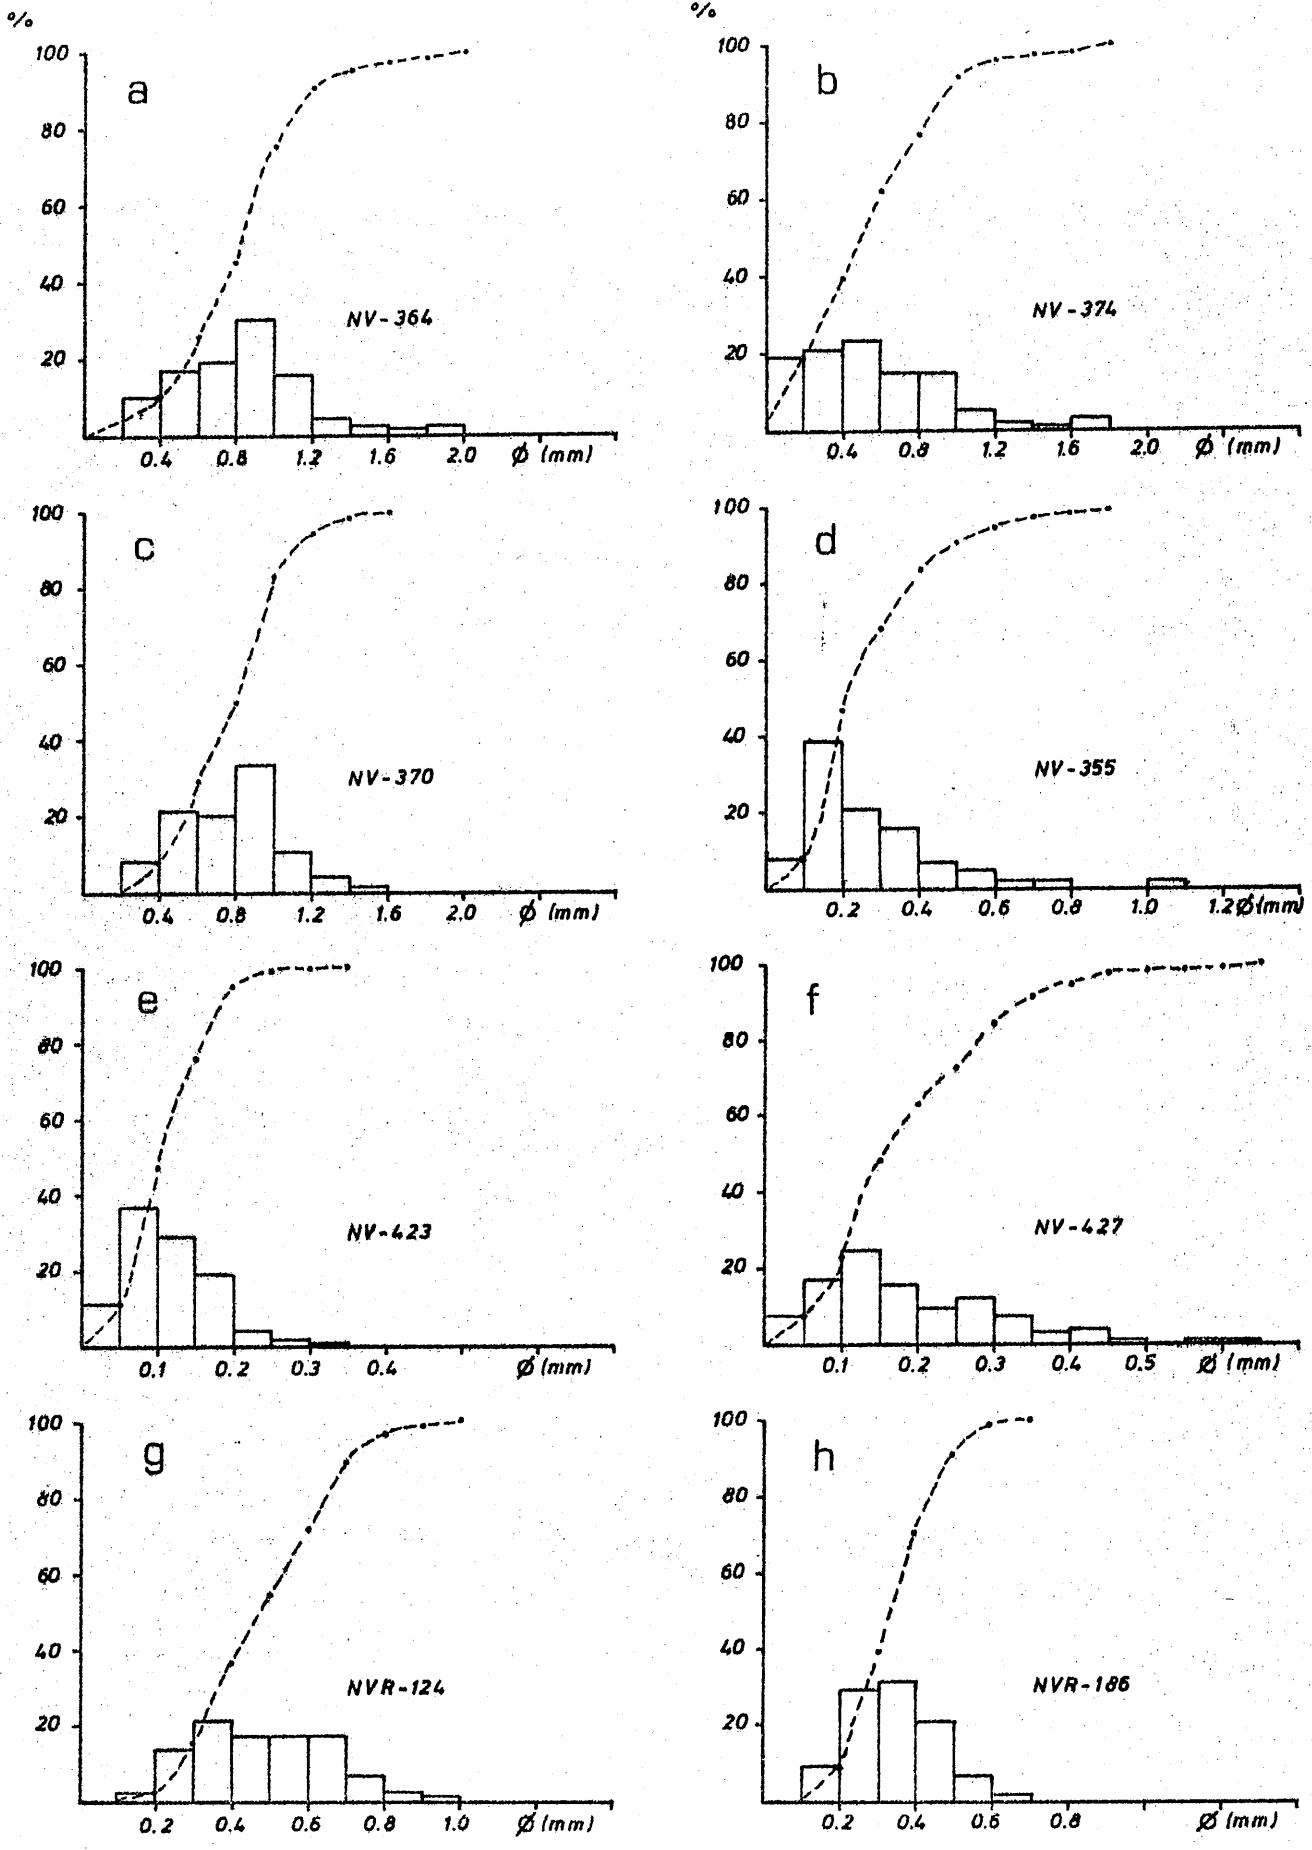 % %
100 100
a b
80 80
60 60
40 40
NV-364 NV-374
20 20
0.4 0.8 1.2 1.6 2.0 Ø (mm) 0.4 0.8 1.2 1.6 2.0 Ø (mm)
100 100
c d
80 80
60 60
40 40
NV-370 NV-355
20 20
0.4 0.8 1.2 1.6 2.0 Ø (mm) 0.2 0.4 0.6 0.8 1.0 1.2 Ø (mm)
100 100
e f
80 80
60 60
40 40
NV-423 NV-427
20 20
0.1 0.2 0.3 0.4 Ø (mm) 0.1 0.2 0.3 0.4 0.5 Ø (mm)
100 100
g h
80 80
60 60
40 40
NVR-124 NVR-186
20 20
0.2 0.4 0.6 0.8 1.0 Ø (mm) 0.2 0.4 0.6 0.8 Ø (mm)